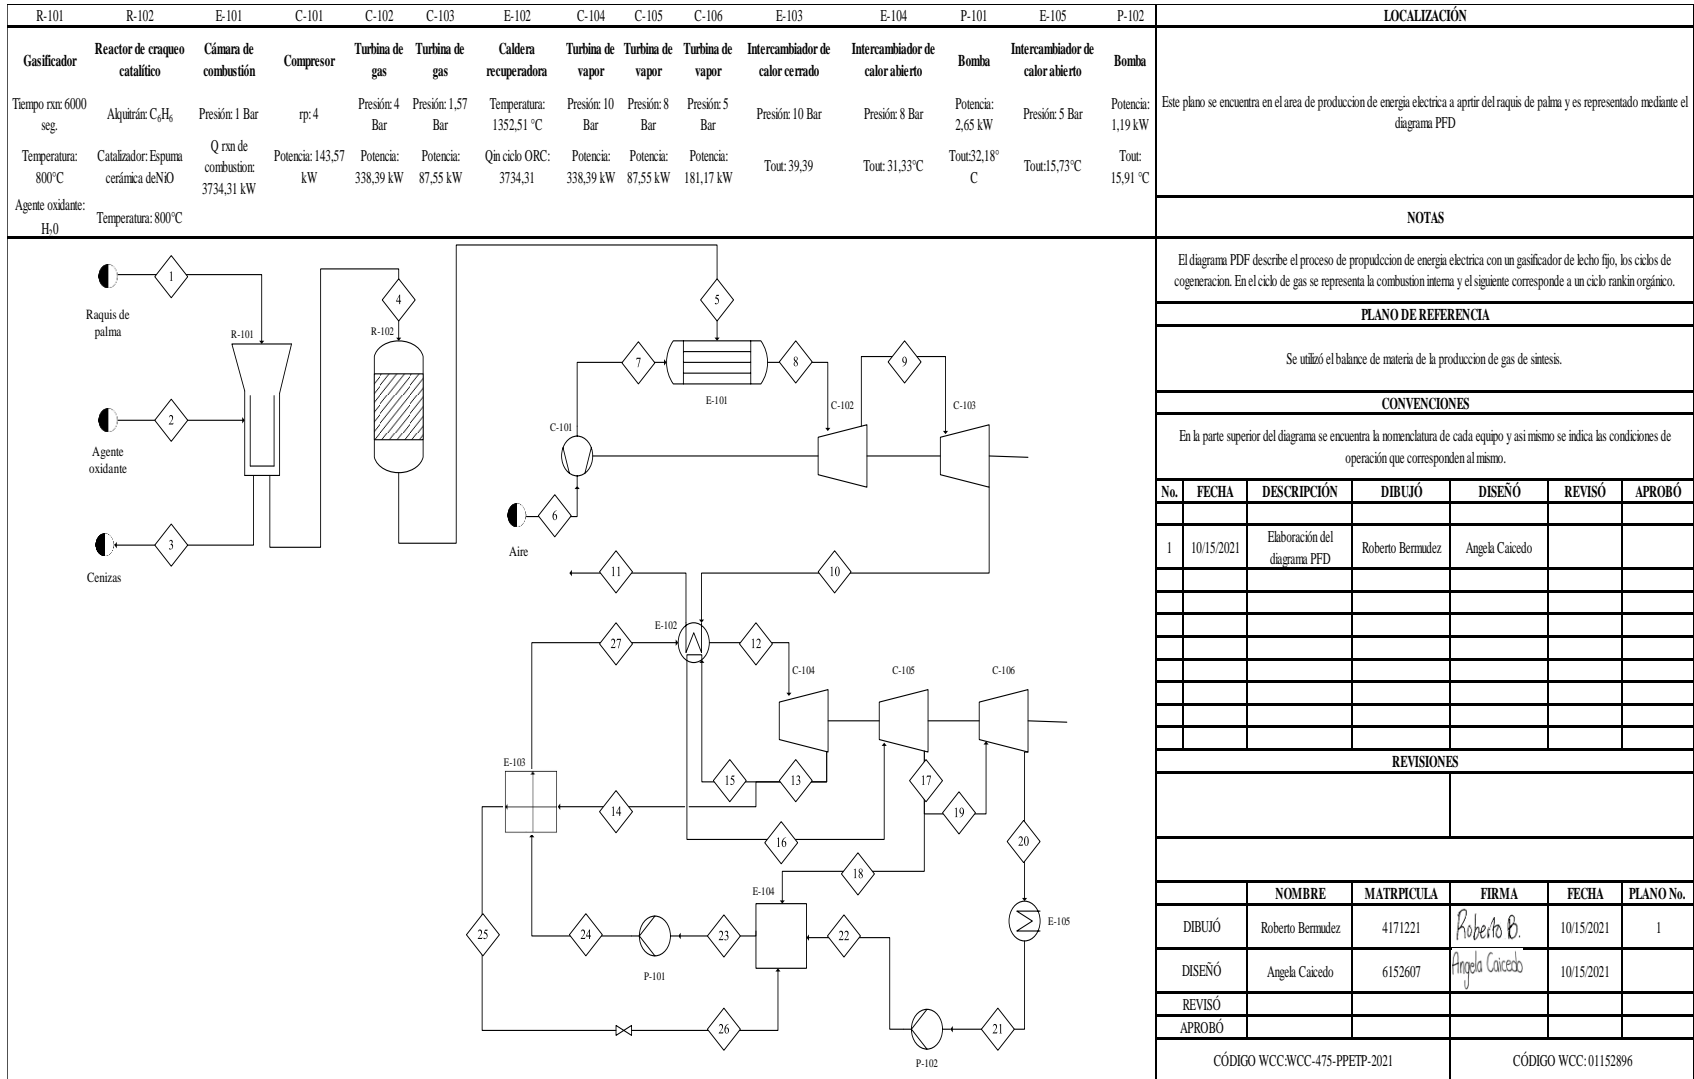 R-101 R-102 E-101 C-101 C-102 C-103 E-102 C-104 C-105 C-106 E-103 E-104 P-101 E-105 P-102
Gasificador
Reactor de craqueo
catalítico
Cámara de
combustión
Compresor
Turbina de
gas
Turbina de
gas
Caldera
recuperadora
Turbina de
vapor
Turbina de
vapor
Turbina de
vapor
Intercambiador de
calor cerrado
Intercambiador de
calor abierto
Bomba
Intercambiador de
calor abierto
Bomba
Tiempo rxn: 6000
seg.
Alquitrán: C6H6
Presión: 1 Bar
rp: 4
Presión: 4
Bar
Presión: 1,57
Bar
Temperatura:
1352,51 °C
Presión: 10
Bar
Presión: 8
Bar
Presión: 5
Bar
Presión: 10 Bar
Presión: 8 Bar
Potencia:
2,65 kW
Presión: 5 Bar
Potencia:
1,19 kW
Temperatura:
800°C
Catalizador: Espuma
cerámica deNiO
Q rxn de
combustion:
3734,31 kW
Potencia: 143,57
kW
Potencia:
338,39 kW
Potencia:
87,55 kW
Qin ciclo ORC:
3734,31
Potencia:
338,39 kW
Potencia:
87,55 kW
Potencia:
181,17 kW
Tout: 39,39
Tout: 31,33°C
Tout:32,18°
C
Tout:15,73°C
Tout:
15,91 °C
Agente oxidante:
H20
Temperatura: 800°C
LOCALIZACIÓN
Este plano se encuentra en el area de produccion de energia electrica a aprtir del raquis de palma y es representado mediante el
diagrama PFD
NOTAS
El diagrama PDF describe el proceso de propudccion de energia electrica con un gasificador de lecho fijo, los ciclos de
cogeneracion. En el ciclo de gas se representa la combustion interna y el siguiente corresponde a un ciclo rankin orgánico.
PLANO DE REFERENCIA
Se utilizó el balance de materia de la produccion de gas de sintesis.
CONVENCIONES
En la parte superior del diagrama se encuentra la nomenclatura de cada equipo y asi mismo se indica las condiciones de
operación que corresponden al mismo.
No. FECHA DESCRIPCIÓN DIBUJÓ DISEÑÓ REVISÓ APROBÓ
1 10/15/2021 Elaboración del
diagrama PFD Roberto Bermudez Angela Caicedo
REVISIONES
NOMBRE MATRPICULA FIRMA FECHA PLANO No.
DIBUJÓ Roberto Bermudez 4171221 Roberto B. 10/15/2021 1
DISEÑÓ Angela Caicedo 6152607 Angela Caicedo 10/15/2021
REVISÓ
APROBÓ
CÓDIGO WCC:WCC-475-PPETP-2021 CÓDIGO WCC: 01152896
1
Raquis de
palma
R-101
2
Agente
oxidante
3
Cenizas
4
R-102
5
7
8
9
E-101
C-102
C-103
C-101
6
Aire
11
10
E-102
27
12
C-104
C-105
C-106
E-103
15
13
17
14
19
16
20
18
E-104
E-105
25
24
23
22
P-101
26
21
P-102